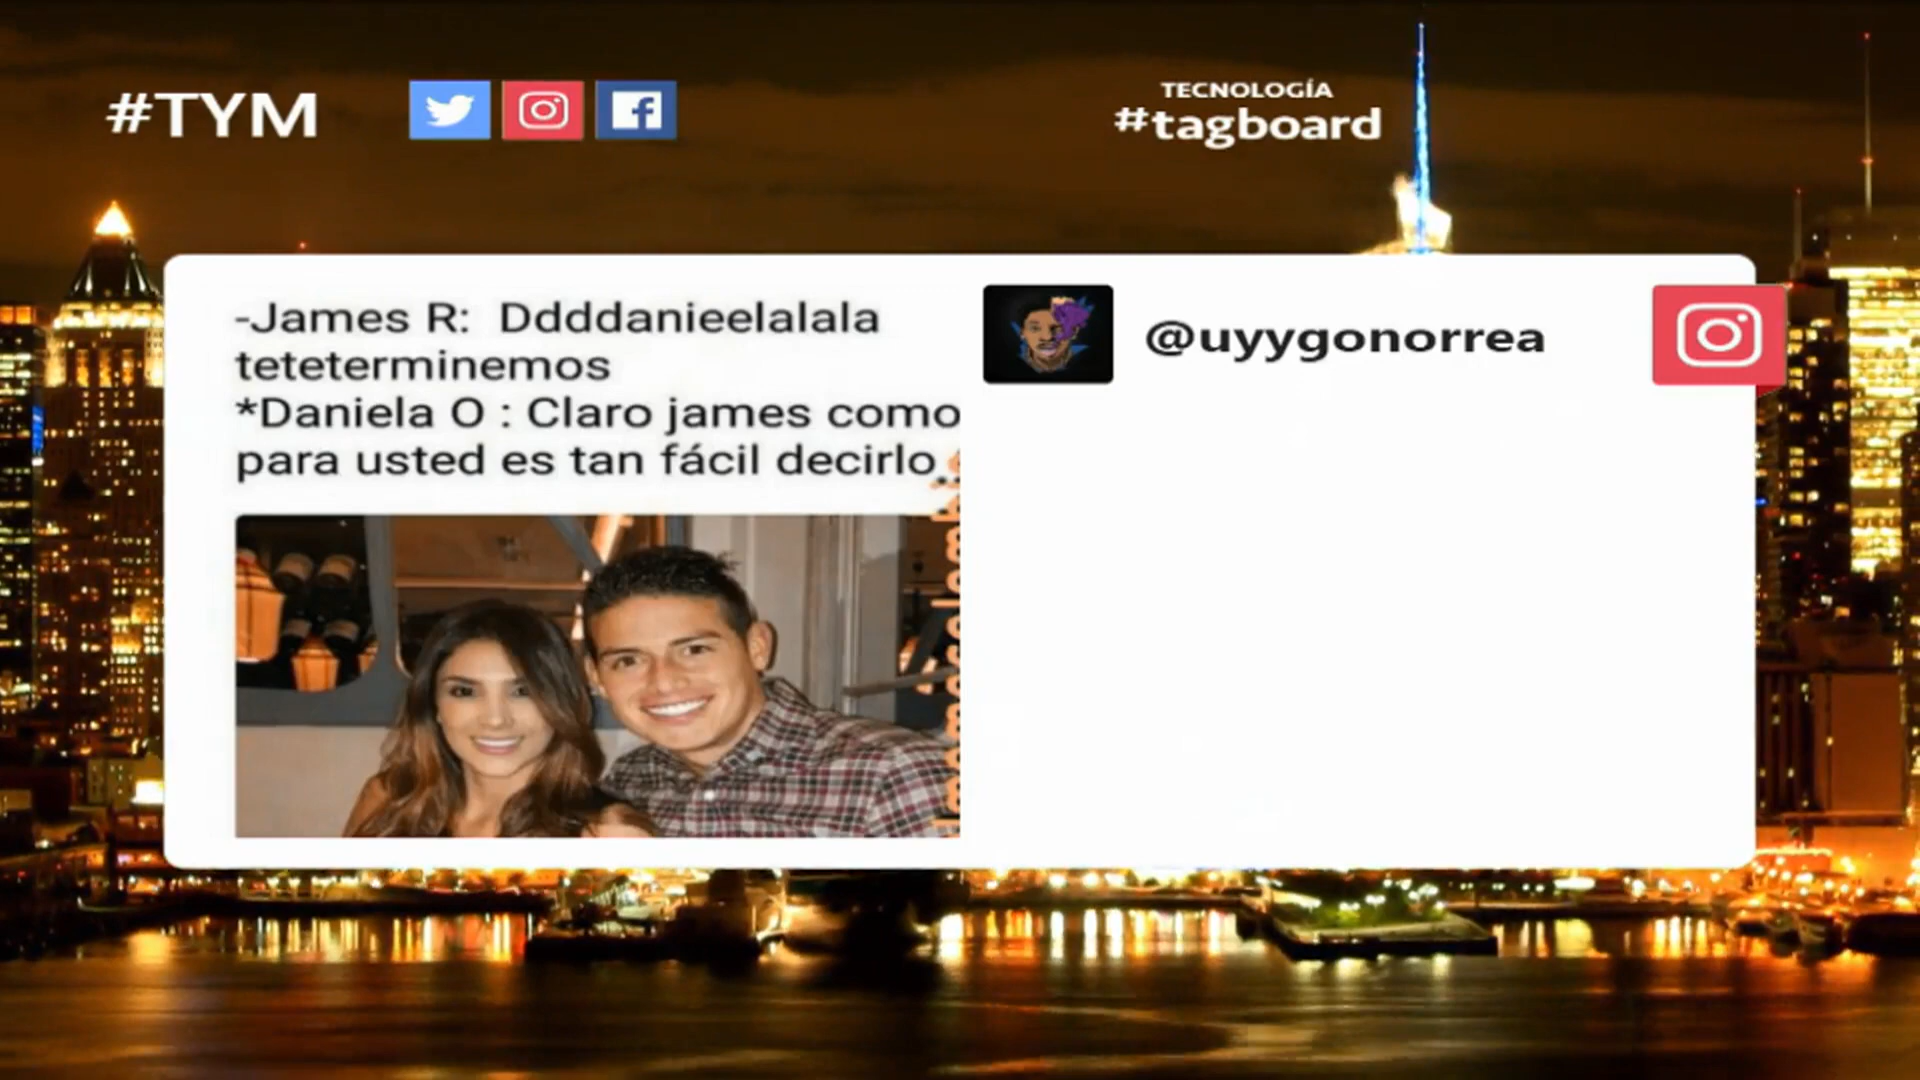 #TYM
TECNOLOGÍA
#tagboard
-James R: Ddddanieelalala
teteterminemos
*Daniela O : Claro james como
para usted es tan fácil decirlo
@uyygonorrea